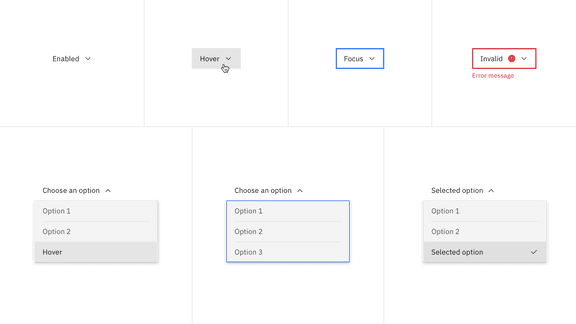 Enabled
Hover
Focus
Invalid
Error message
Choose an option
Option 1
Option 2
Hover
Choose an option
Option 1
Option 2
Option 3
Selected option
Option 1
Option 2
Selected option